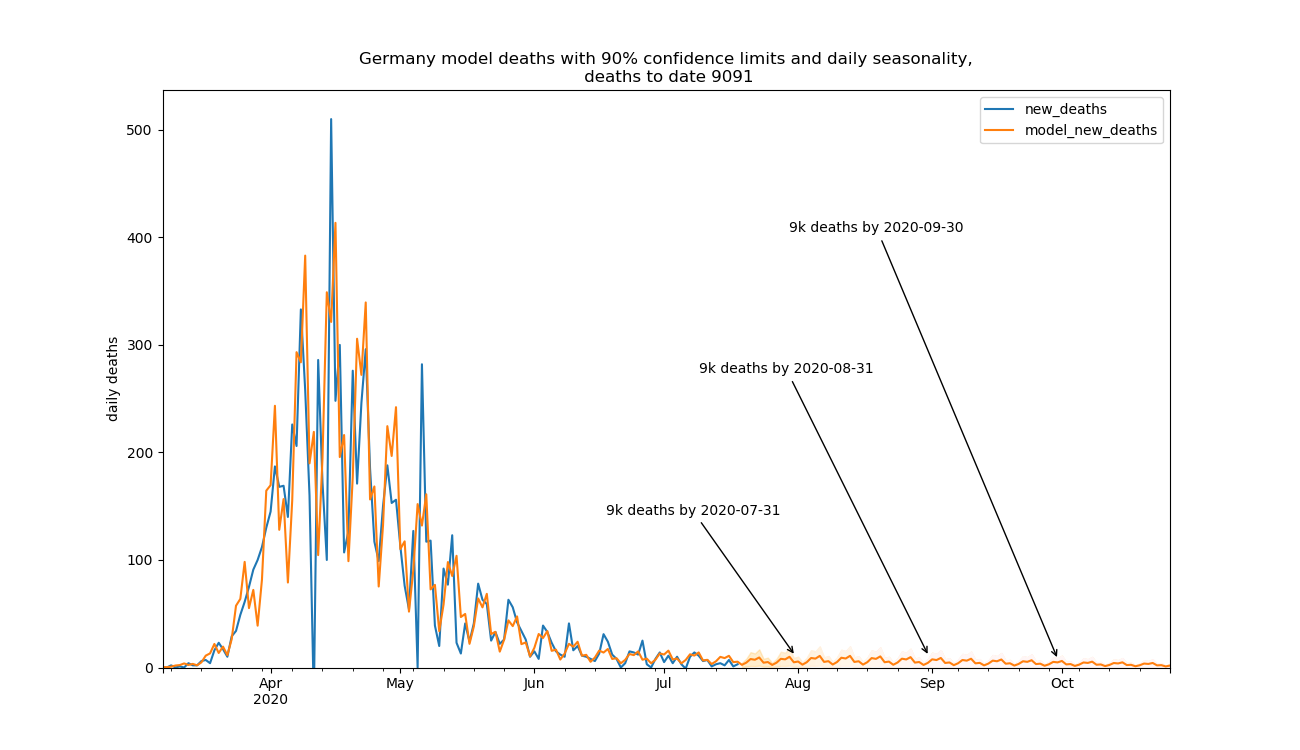 Germany model deaths with 90% confidence limits and daily seasonality,
deaths to date 9091
new_deaths
model_new_deaths
daily deaths
500
400
300
200
100
0
9k deaths by 2020-09-30
9k deaths by 2020-08-31
9k deaths by 2020-07-31
Apr May Jun Jul Aug Sep Oct
2020